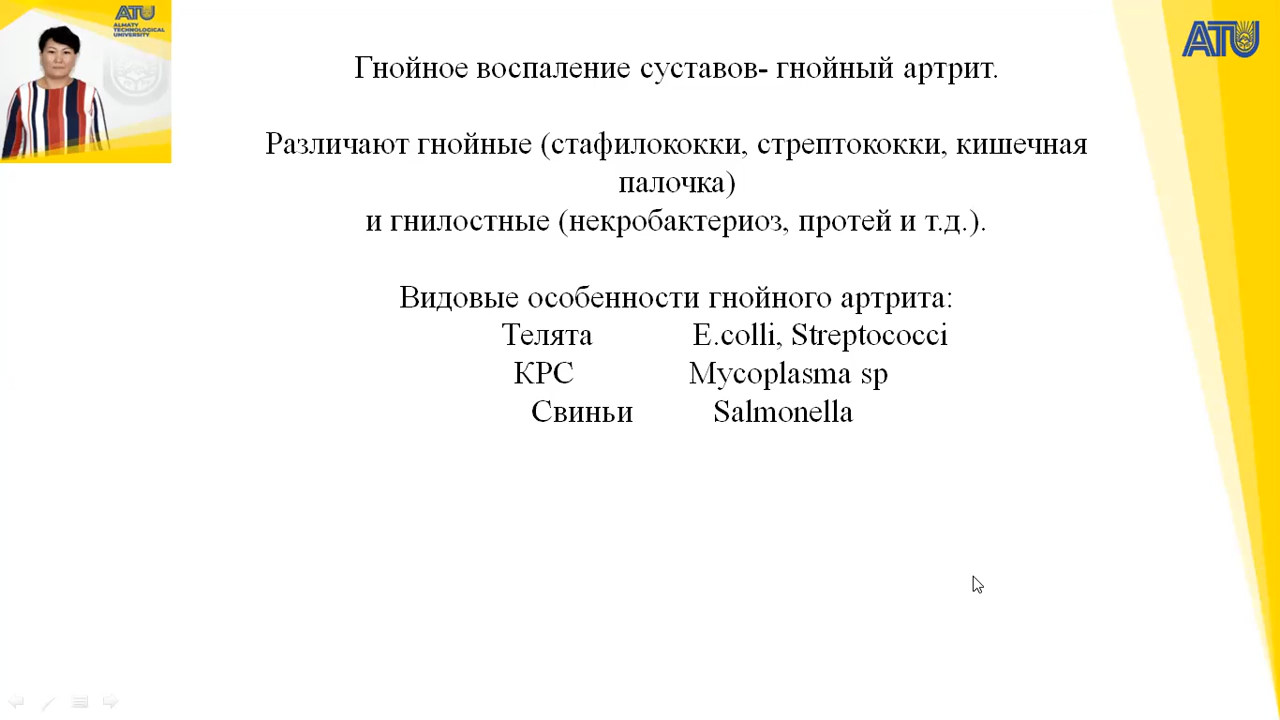 ATU
ALMATY
TECHNOLOGICAL
UNIVERSITY
ATU
Гнойное воспаление суставов- гнойный артрит.
Различают гнойные (стафилококки, стрептококки, кишечная
палочка)
и гнилостные (некробактериоз, протей и т.д.).
Видовые особенности гнойного артрита:
Телята E.colli, Streptococci
КРС Mycoplasma sp
Свиньи Salmonella